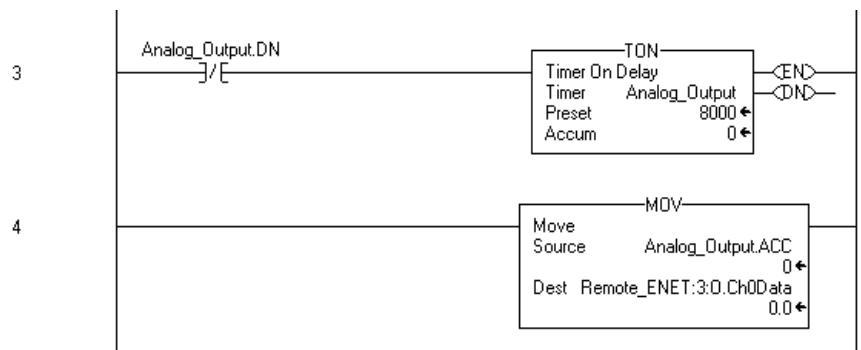 Analog_Output.DN
3
TON
Timer On Delay
EN
Timer Analog_Output
DN
Preset 8000
Accum 0
4
MOV
Move
Source Analog_Output.ACC
0
Dest Remote_ENET:3:O.Ch0Data
0.0